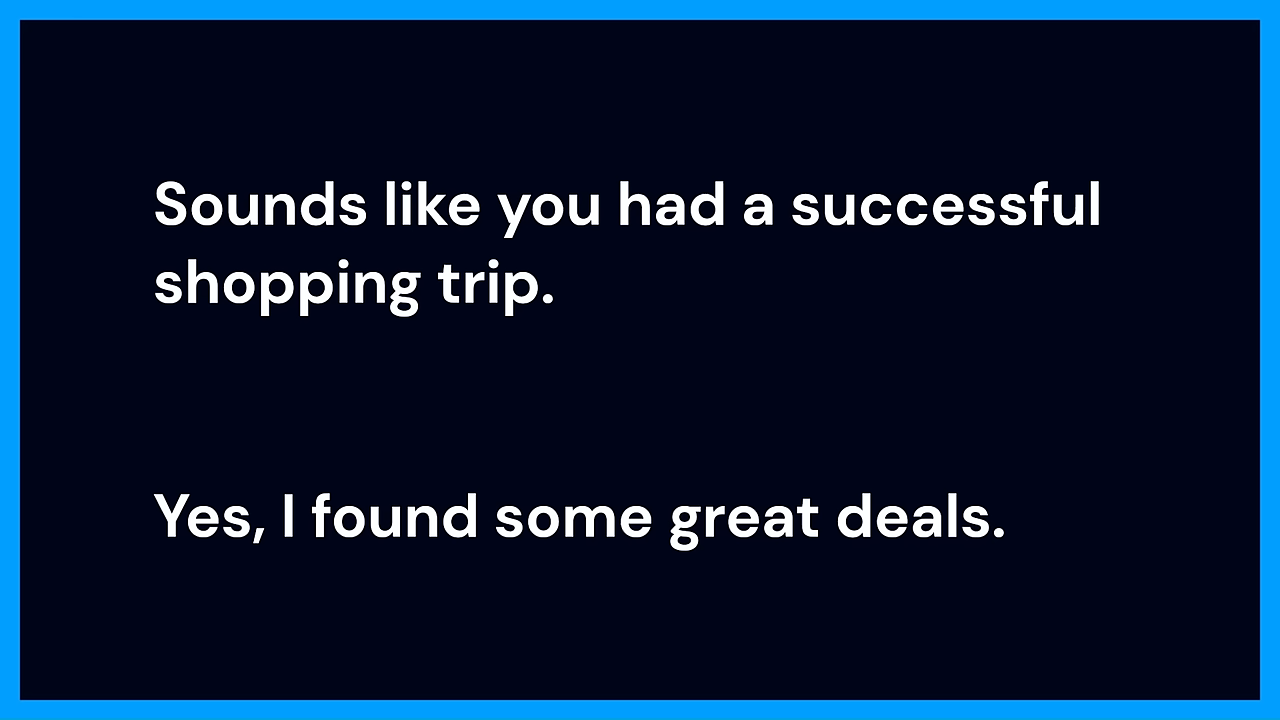 Sounds like you had a successful
shopping trip.
Yes, I found some great deals.